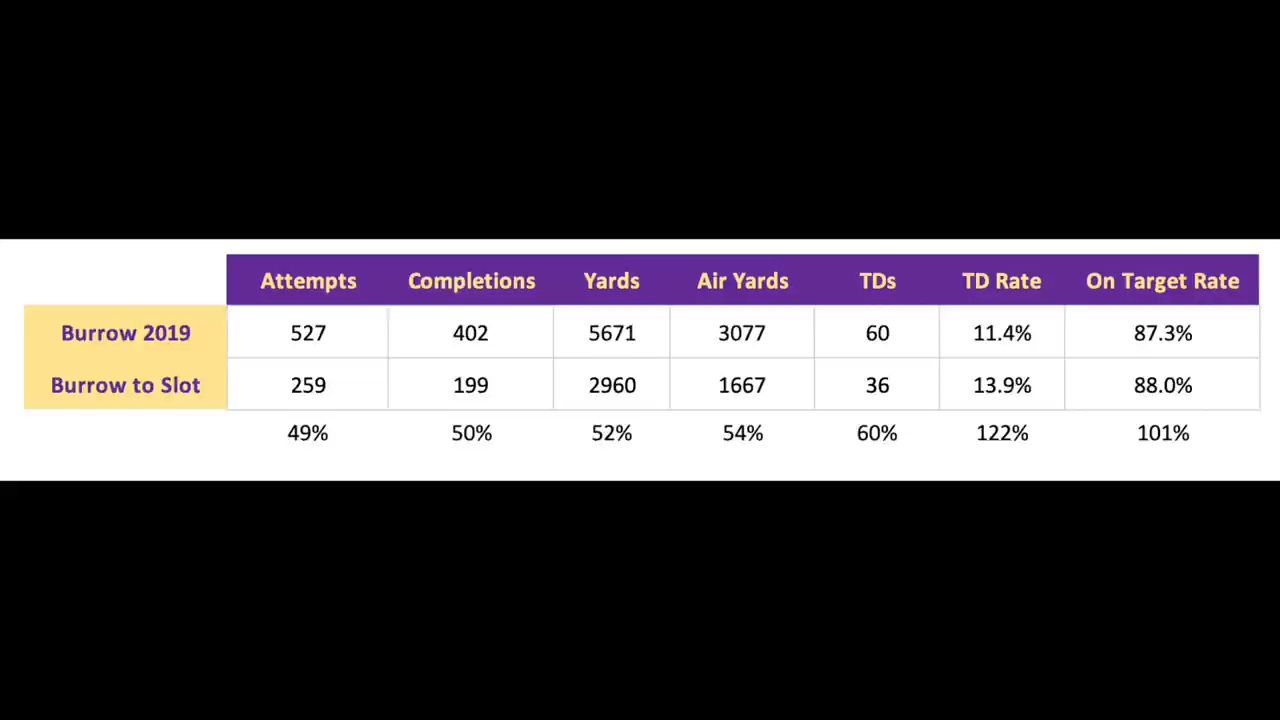 Attempts Completions Yards Air Yards TDs TD Rate On Target Rate
Burrow 2019 527 402 5671 3077 60 11.4% 87.3%
Burrow to Slot 259 199 2960 1667 36 13.9% 88.0%
49% 50% 52% 54% 60% 122% 101%